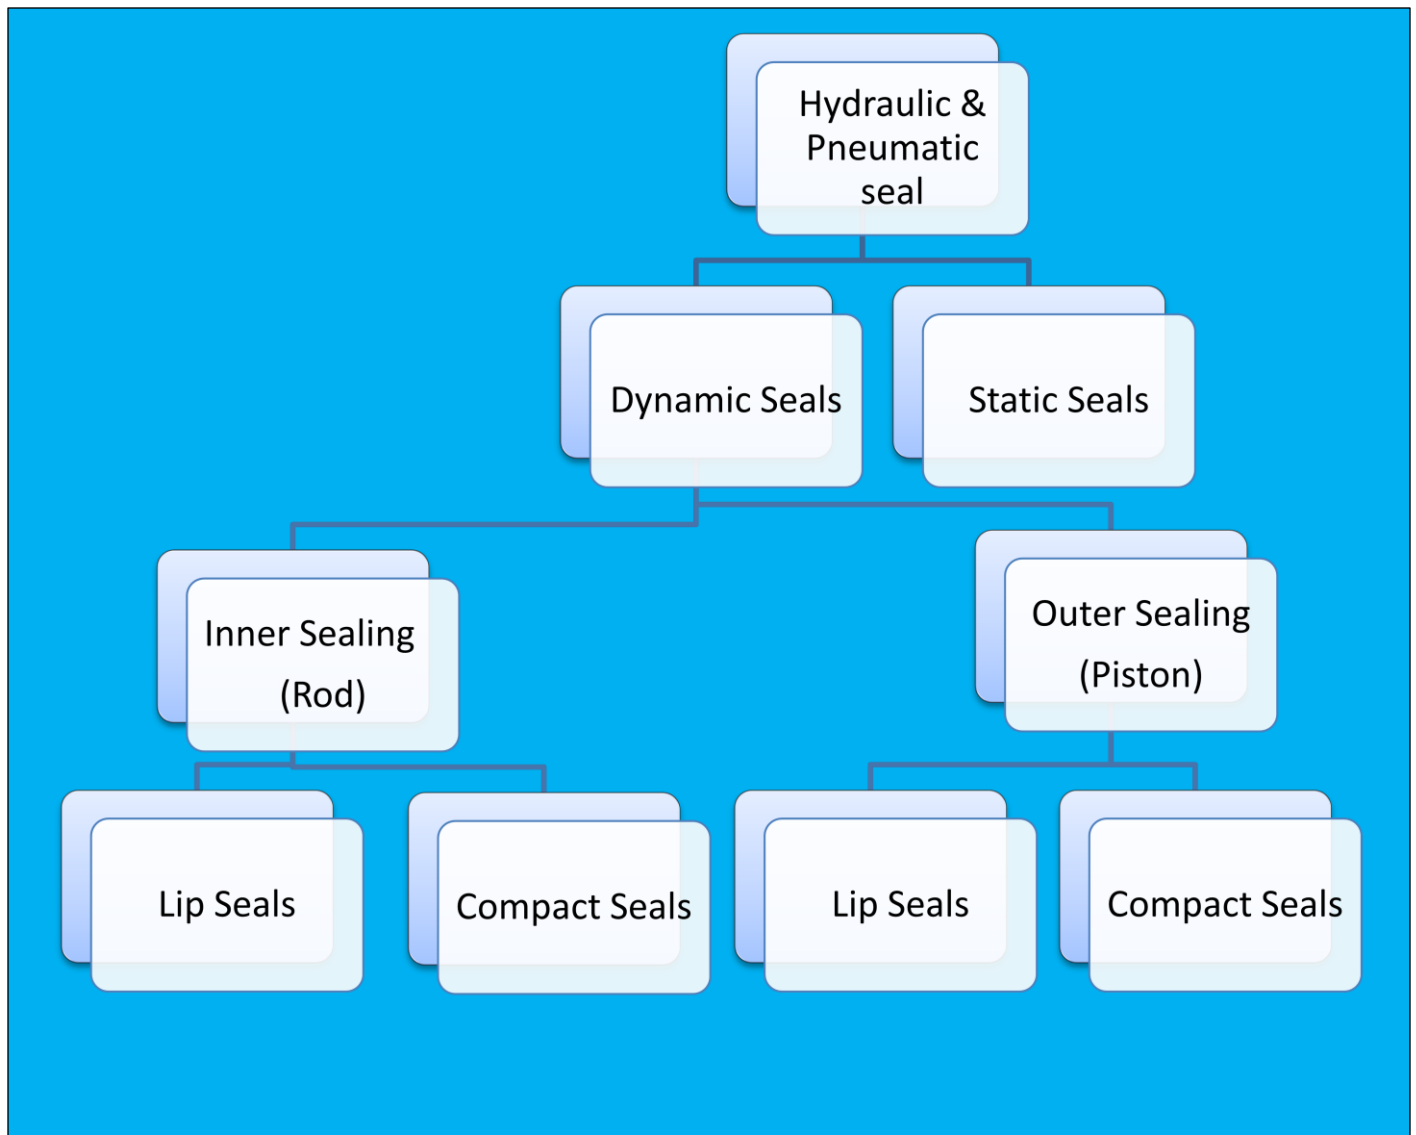 Hydraulic &
Pneumatic
seal
Dynamic Seals
Static Seals
Inner Sealing
(Rod)
Outer Sealing
(Piston)
Lip Seals
Compact Seals
Lip Seals
Compact Seals